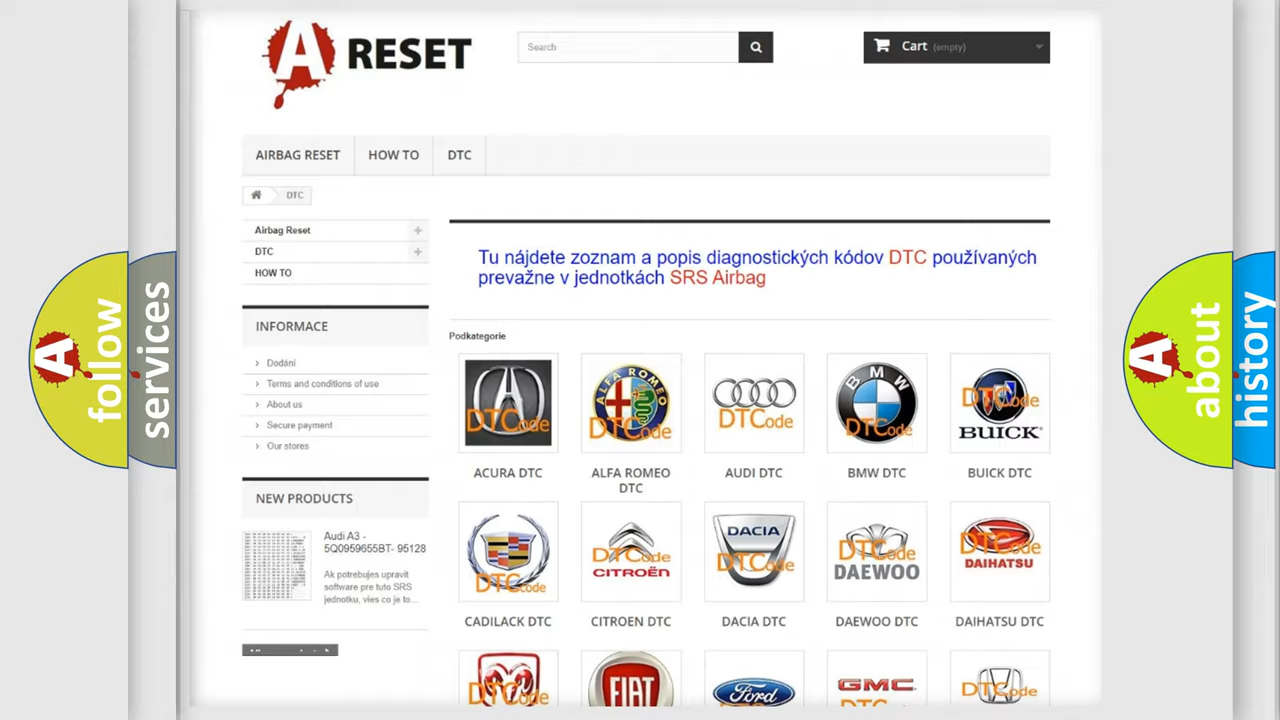 A RESET
Search
Cart (empty)
AIRBAG RESET
HOW TO
DTC
DTC
Airbag Reset
DTC
HOW TO
INFORMACE
Dodání
Terms and conditions of use
About us
Secure payment
Our stores
NEW PRODUCTS
Audi A3 -
5Q0959655BT- 95128
Ak potrebujes upravit
software pre tuto SRS
jednotku, vies co je to...
Tu nájdete zoznam a popis diagnostických kódov DTC používaných
prevažne v jednotkách SRS Airbag
Podkategorie
DTCode
ALFA ROMEO
DTCode
DTCode
BMW
DTCode
DTCode
BUICK
ACURA DTC
ALFA ROMEO
DTC
AUDI DTC
BMW DTC
BUICK DTC
DTCode
DTCode
CITROËN
DACIA
DTCode
DTCode
DAEWOO
DTCode
DAIHATSU
CADILACK DTC
CITROEN DTC
DACIA DTC
DAEWOO DTC
DAIHATSU DTC
DTCode
FIAT
Ford
GMC
DTCode
A follow
services
A about
history